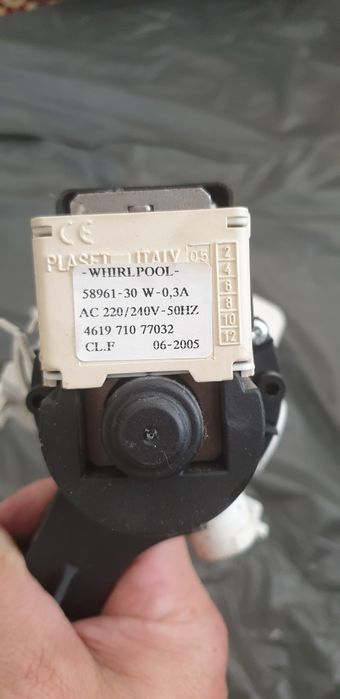 CE
PLASET ITALY 05
2
4
6
8
10
12
-WHIRLPOOL-
58961-30 W-0,3A
AC 220/240V-50HZ
4619 710 77032
CL.F 06-2005